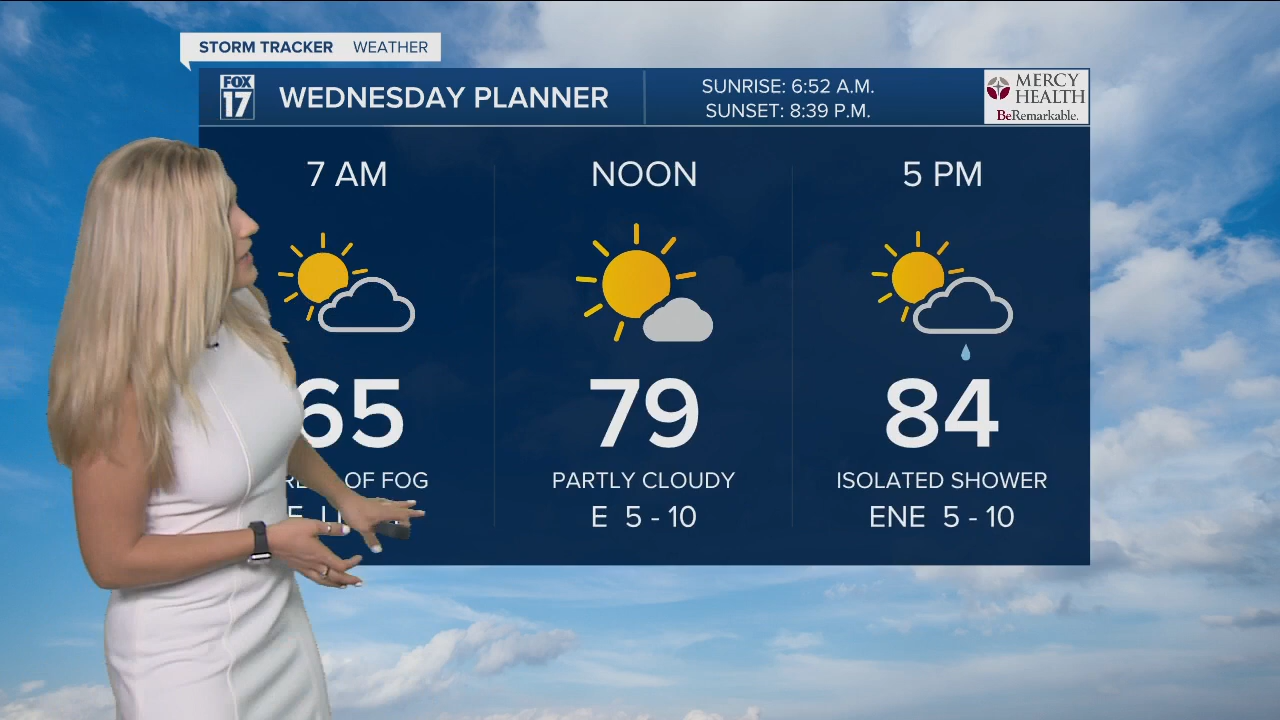 STORM TRACKER WEATHER
FOX
17
WEDNESDAY PLANNER
SUNRISE: 6:52 A.M.
SUNSET: 8:39 P.M.
MERCY
HEALTH
BeRemarkable.
7 AM
NOON
5 PM
65
79
84
OF FOG
PARTLY CLOUDY
ISOLATED SHOWER
E 5 - 10
ENE 5 - 10